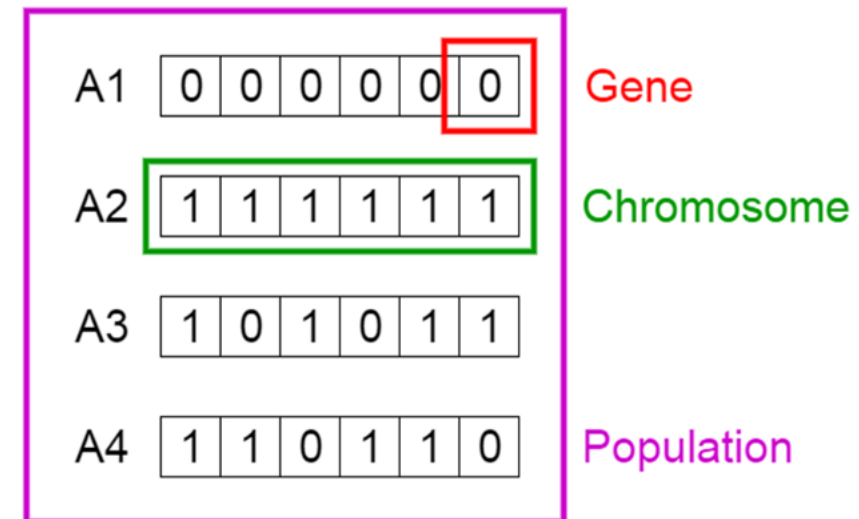 A1 0 0 0 0 0 0 Gene
A2 1 1 1 1 1 1 Chromosome
A3 1 0 1 0 1 1
A4 1 1 0 1 1 0 Population